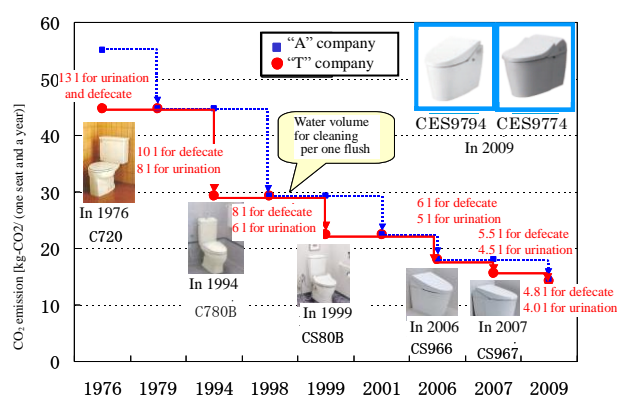 CO2 emission [kg-CO2/ (one seat and a year)]
60
50
40
30
20
10
0
"A" company
"T" company
13 l for urination
and defecate
10 l for defecate
8 l for urination
Water volume
for cleaning
per one flush
CES9794
CES9774
In 2009
8 l for defecate
6 l for urination
6 l for defecate
5 l for urination
5.5 l for defecate
4.5 l for urination
4.8 l for defecate
4.0 l for urination
In 1976
C720
In 1994
C780B
In 1999
CS80B
In 2006
CS966
In 2007
CS967
1976 1979 1994 1998 1999 2001 2006 2007 2009